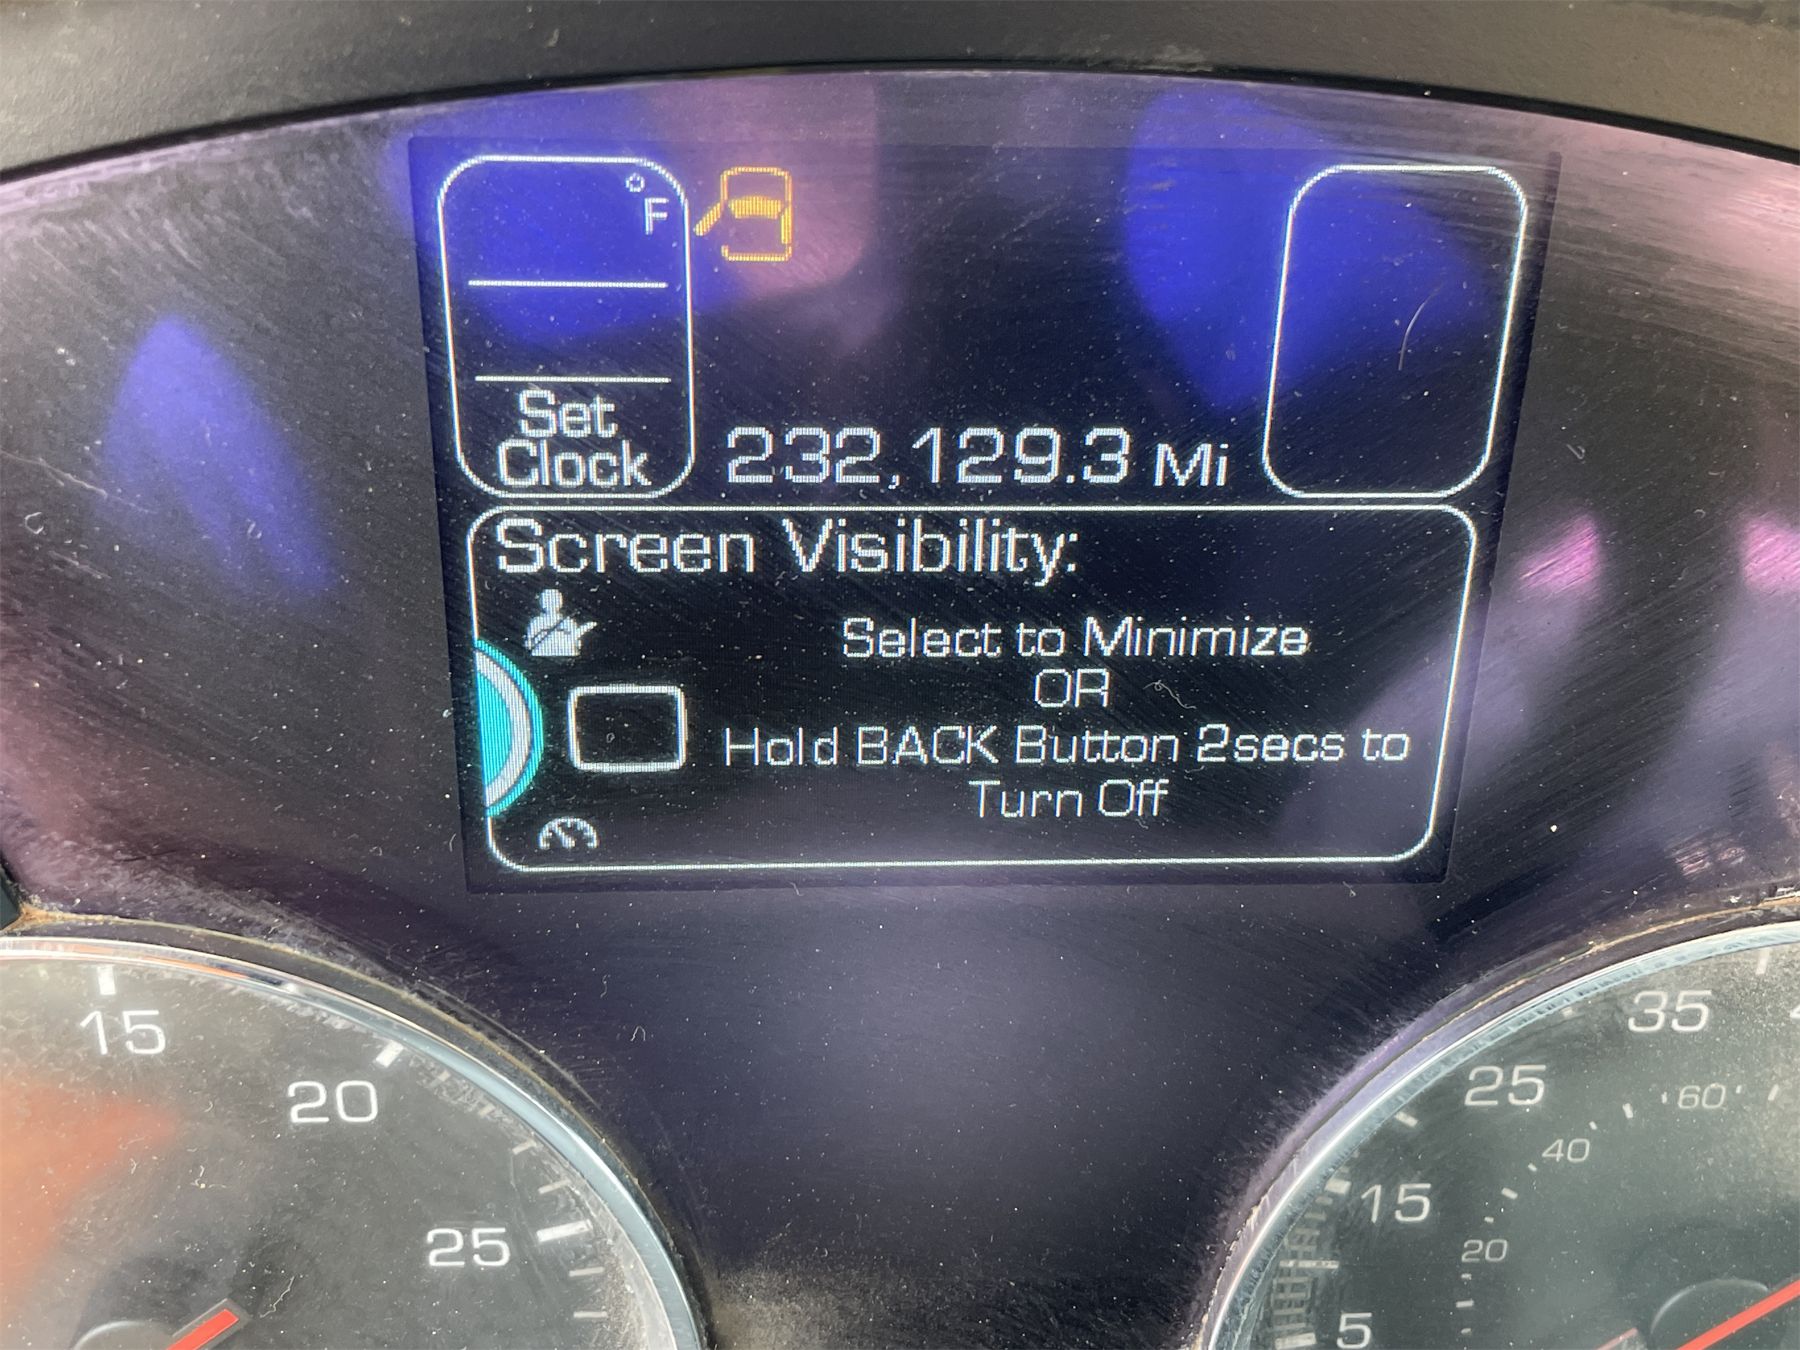 °F
Set
Clock
232,129.3 Mi
Screen Visibility:
Select to Minimize
OR
Hold BACK Button 2secs to
Turn Off
15
20
25
35
25
60
40
15
20
5